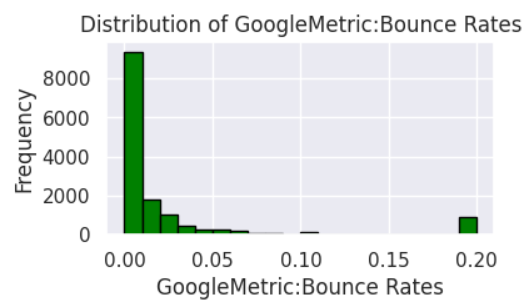 Distribution of GoogleMetric:Bounce Rates
Frequency
8000
6000
4000
2000
0
0.00 0.05 0.10 0.15 0.20
GoogleMetric:Bounce Rates